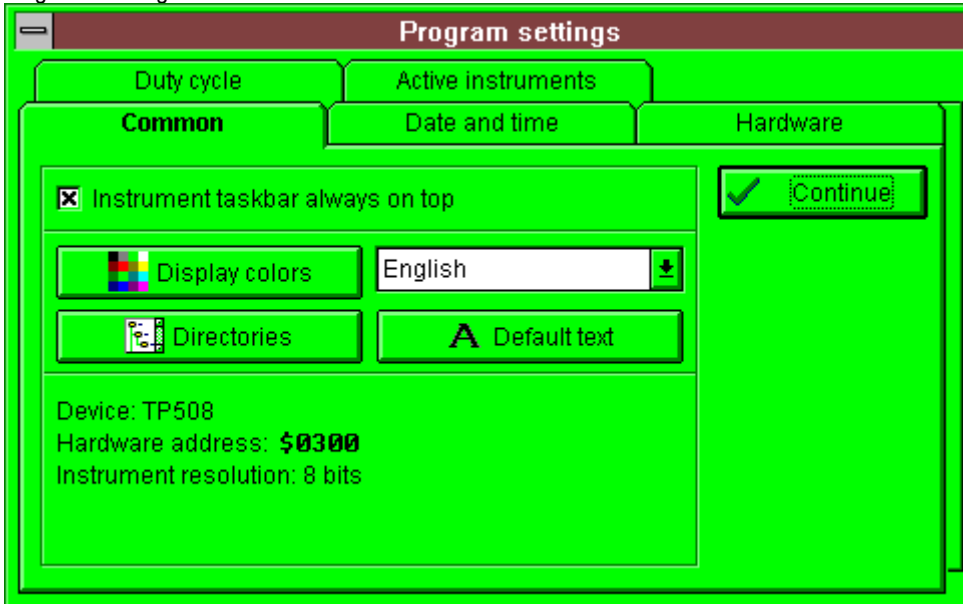 Program settings
Duty cycle Active instruments
Common Date and time Hardware
Instrument taskbar always on top
Continue
Display colors English
Directories A Default text
Device: TP508
Hardware address: $0300
Instrument resolution: 8 bits